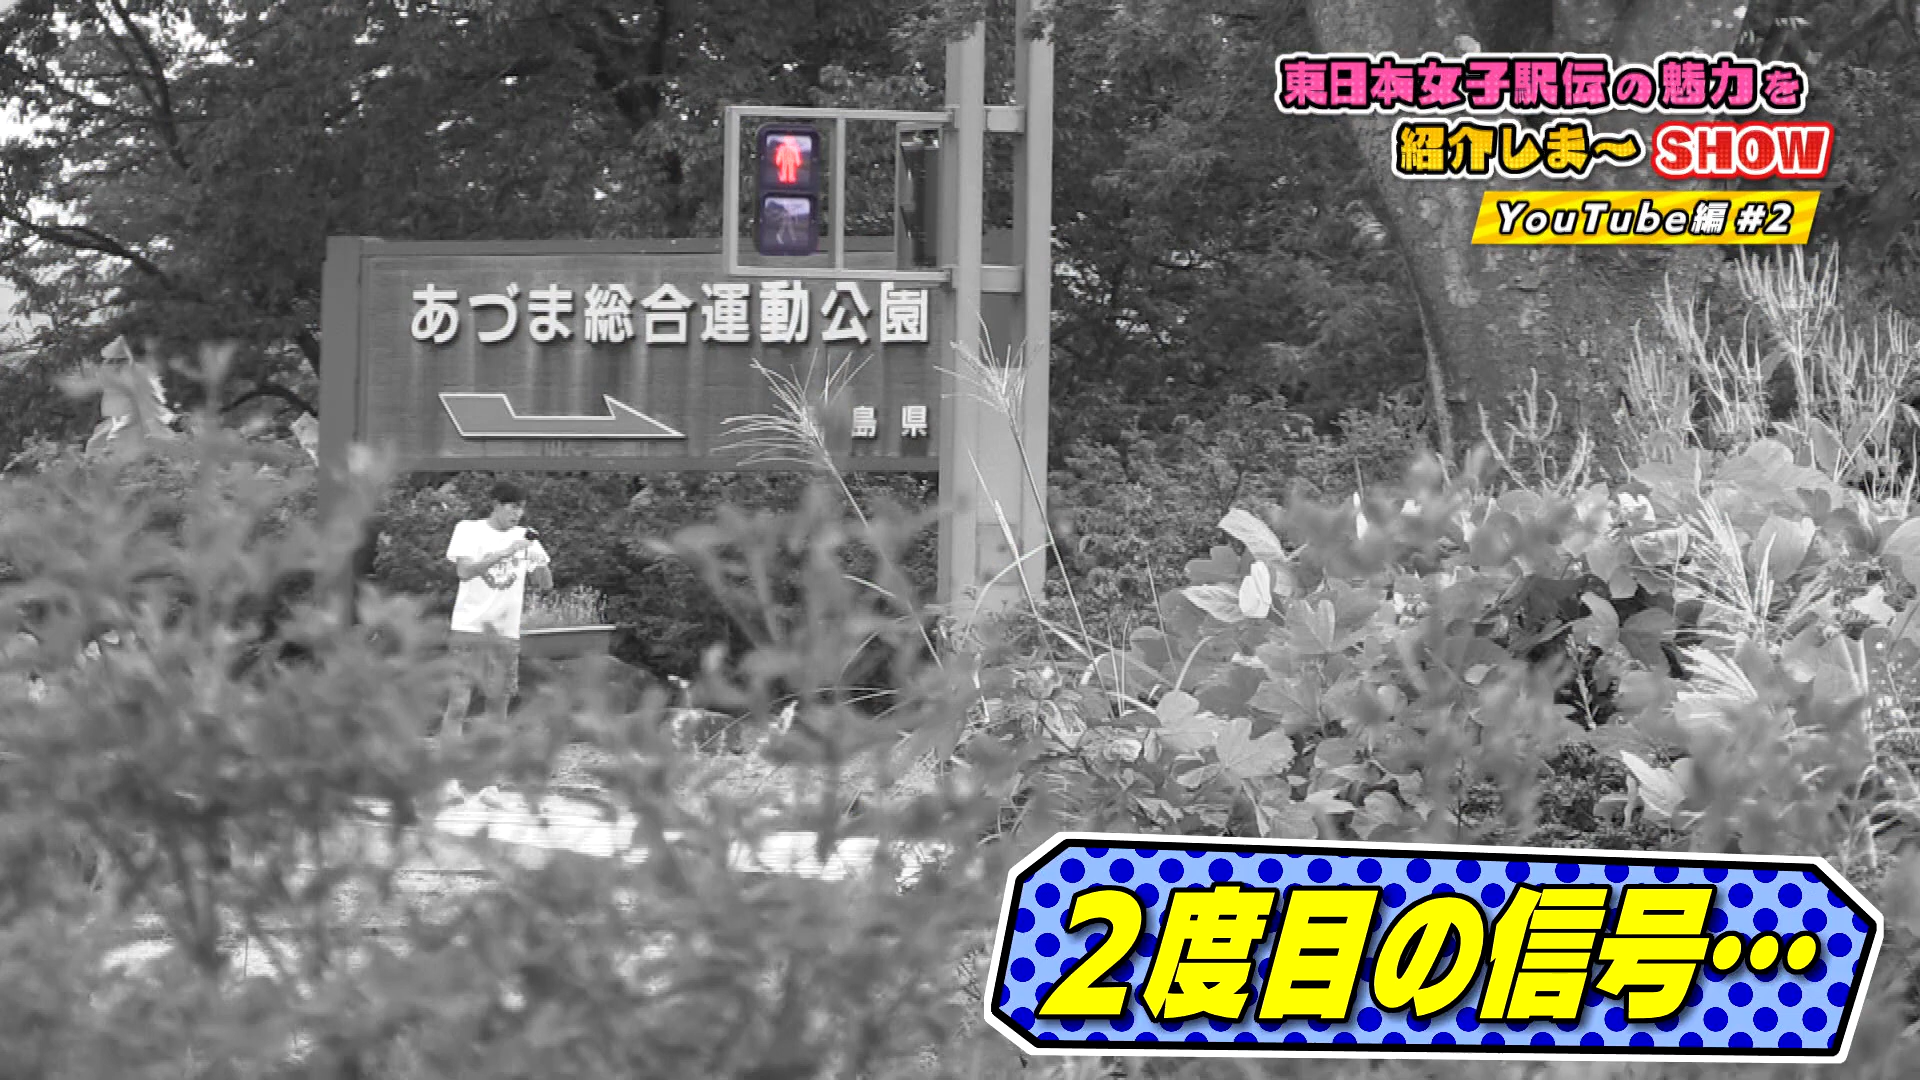 東日本女子駅伝の魅力を
紹介しま〜SHOW
YouTube編 #2
あづま総合運動公園
島県
2度目の信号…